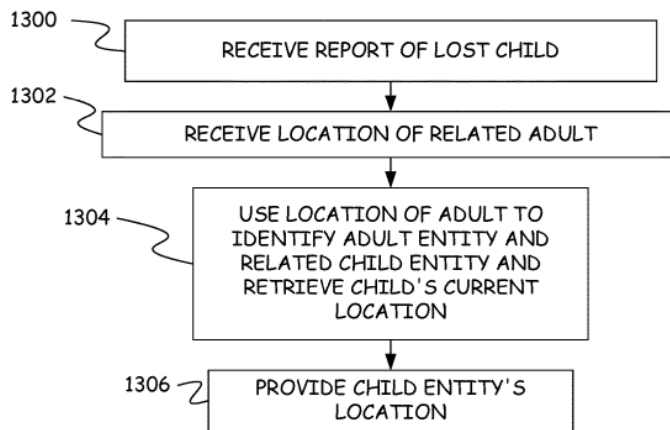 1300
RECEIVE REPORT OF LOST CHILD
1302
RECEIVE LOCATION OF RELATED ADULT
1304
USE LOCATION OF ADULT TO
IDENTIFY ADULT ENTITY AND
RELATED CHILD ENTITY AND
RETRIEVE CHILD'S CURRENT
LOCATION
1306
PROVIDE CHILD ENTITY'S
LOCATION